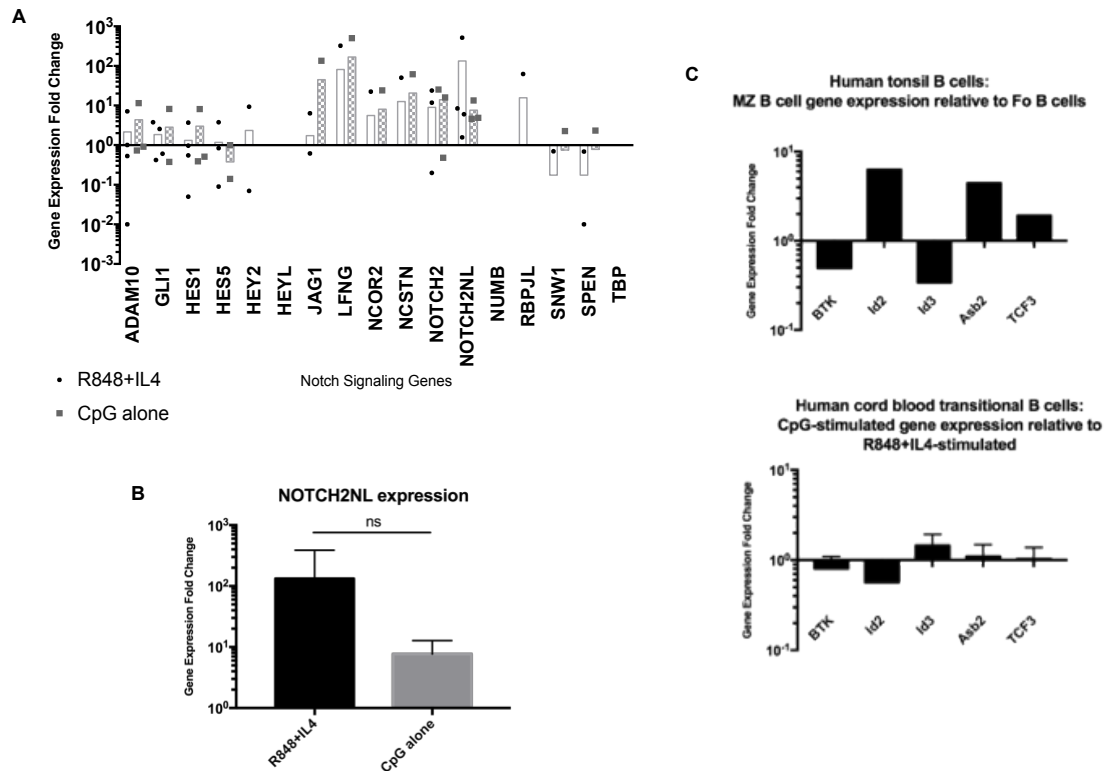 A
Gene Expression Fold Change
10³
10²
10¹
10⁰
10⁻¹
10⁻²
10⁻³
ADAM10
GLI1
HES1
HES5
HEY2
HEYL
JAG1
LFNG
NCOR2
NCSTN
NOTCH2
NOTCH2NL
NUMB
RBPJL
SNW1
SPEN
TBP
R848+IL4
CpG alone
Notch Signaling Genes
B
NOTCH2NL expression
ns
Gene Expression Fold Change
10³
10²
10¹
10⁰
R848+IL4
CpG alone
C
Human tonsil B cells:
MZ B cell gene expression relative to Fo B cells
Gene Expression Fold Change
10¹
10⁰
10⁻¹
BTK
Id2
Id3
Asb2
TCF3
Human cord blood transitional B cells:
CpG-stimulated gene expression relative to
R848+IL4-stimulated
Gene Expression Fold Change
10¹
10⁰
10⁻¹
BTK
Id2
Id3
Asb2
TCF3